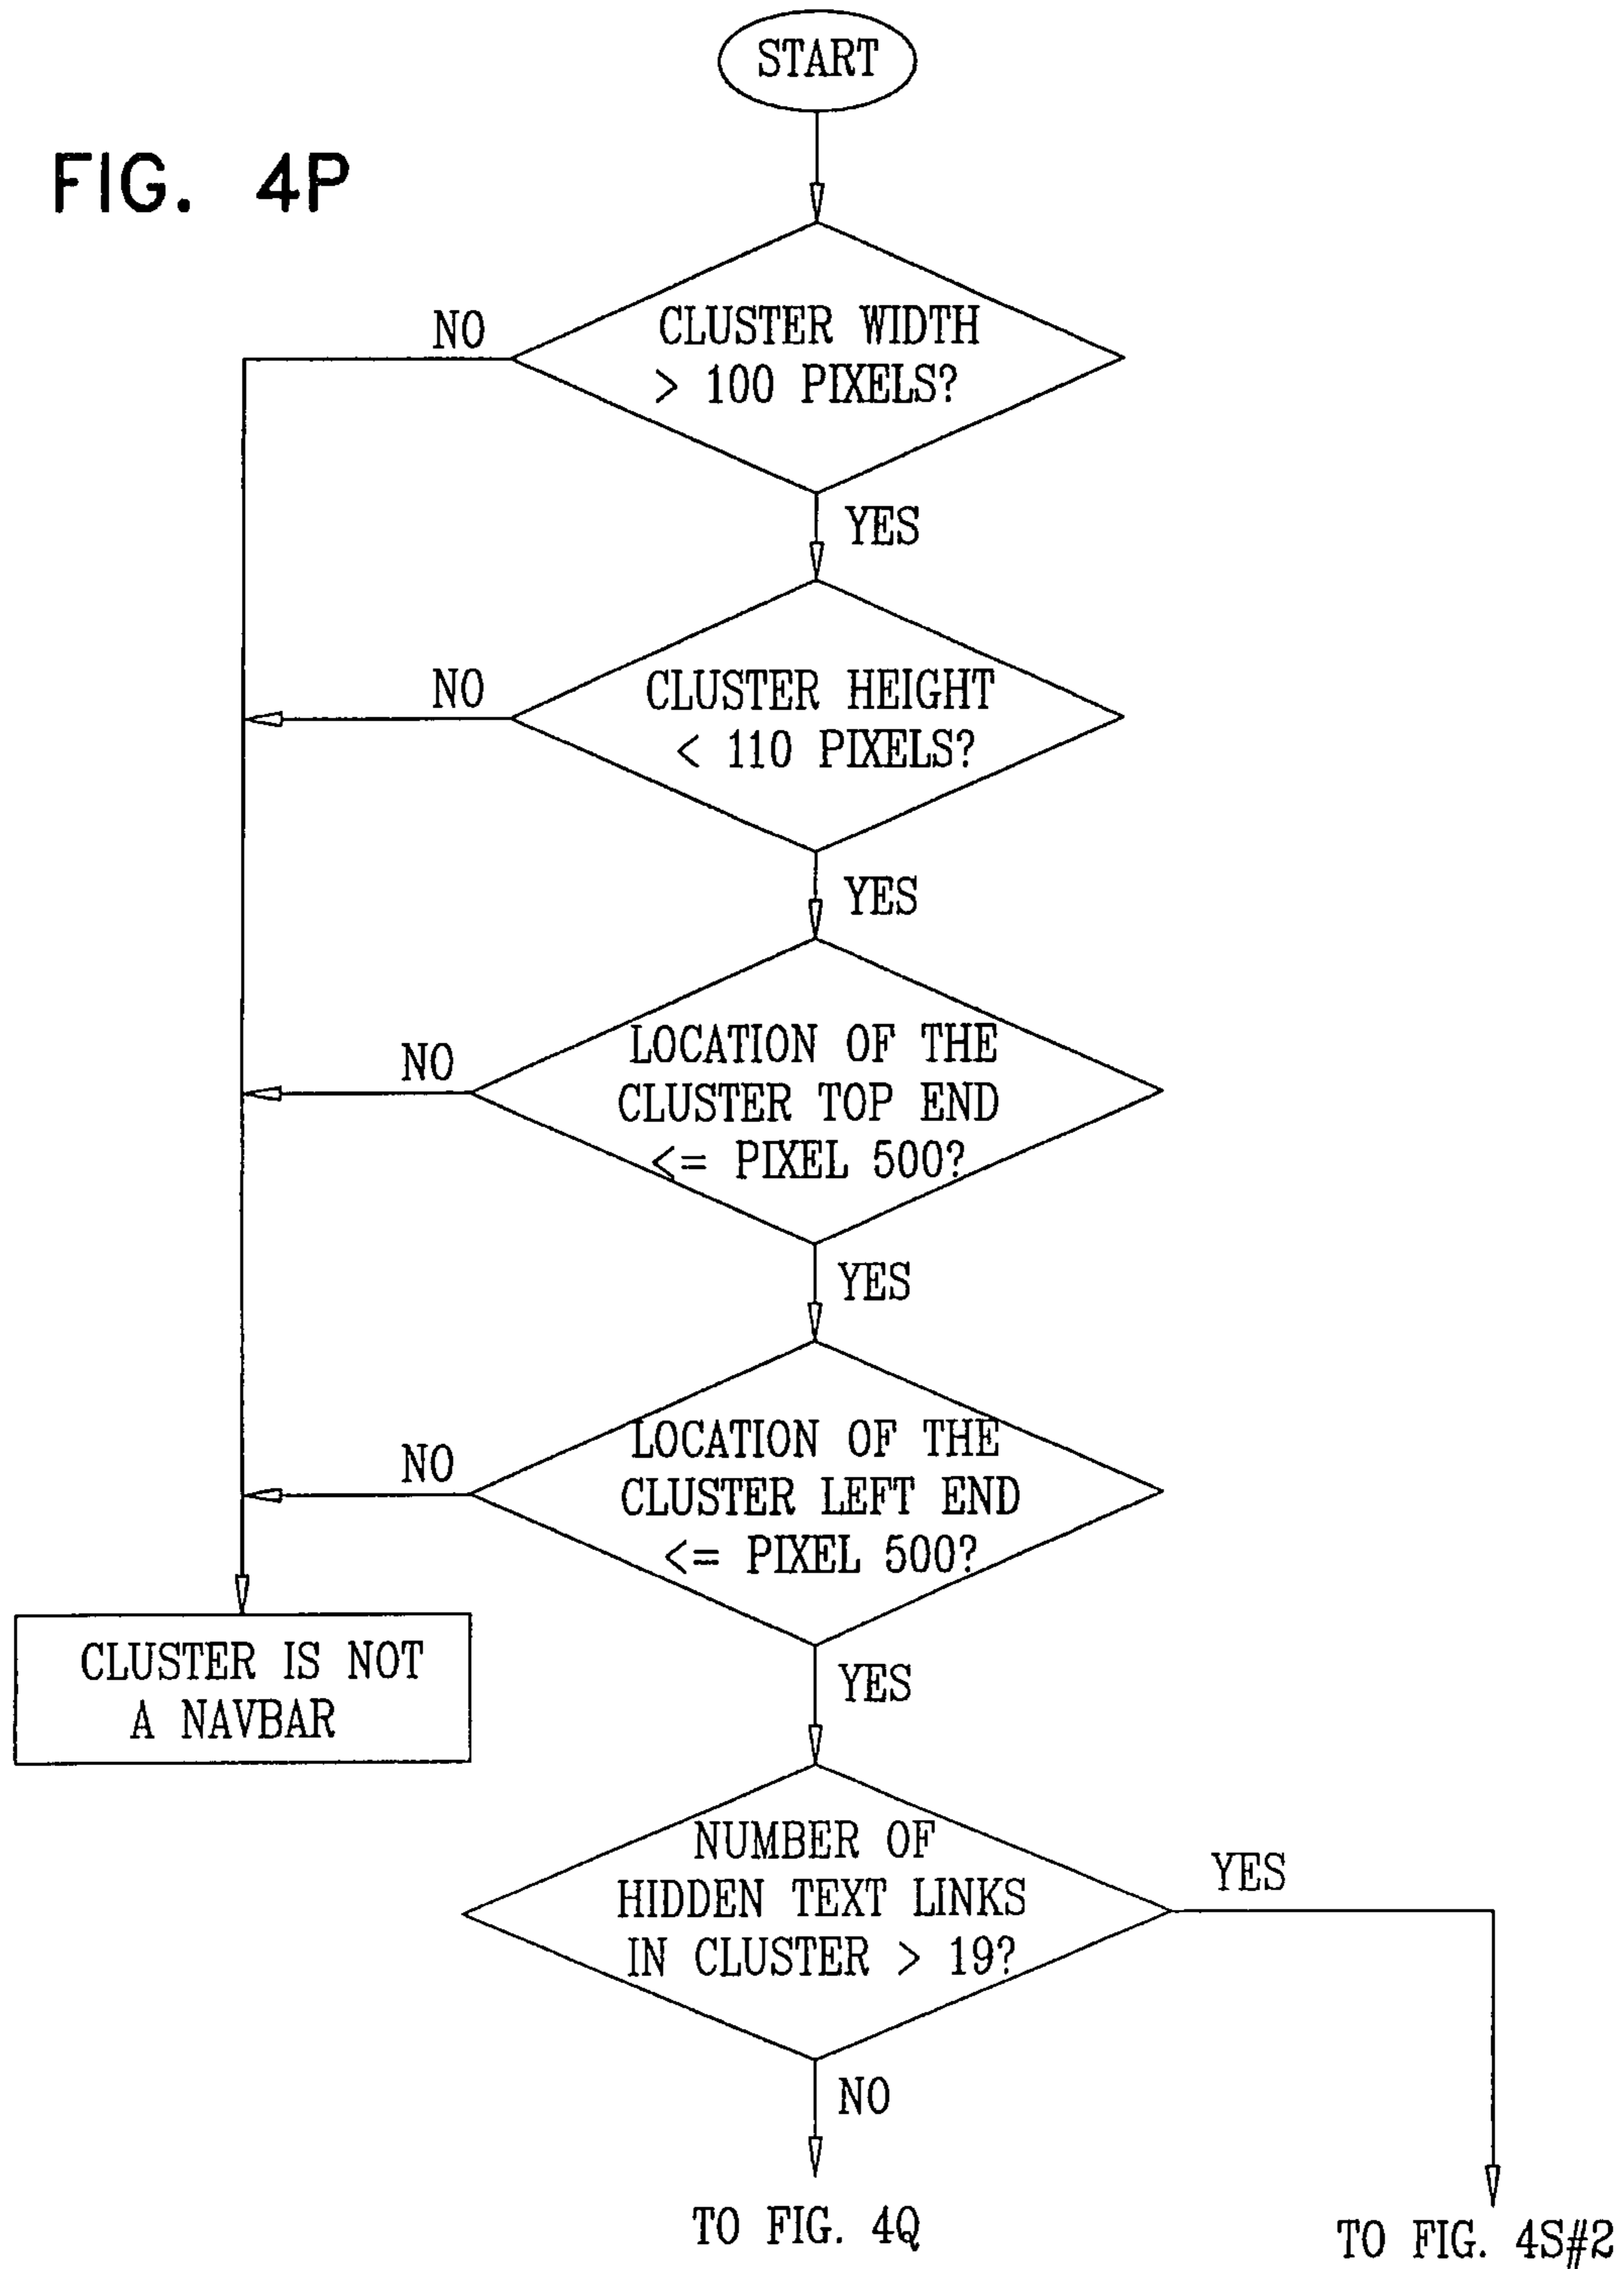 START
FIG. 4P
NO
CLUSTER WIDTH
> 100 PIXELS?
YES
NO
CLUSTER HEIGHT
< 110 PIXELS?
YES
NO
LOCATION OF THE
CLUSTER TOP END
<= PIXEL 500?
YES
NO
LOCATION OF THE
CLUSTER LEFT END
<= PIXEL 500?
CLUSTER IS NOT
A NAVBAR
YES
NUMBER OF
HIDDEN TEXT LINKS
IN CLUSTER > 19?
YES
NO
TO FIG. 4Q
TO FIG. 4S#2